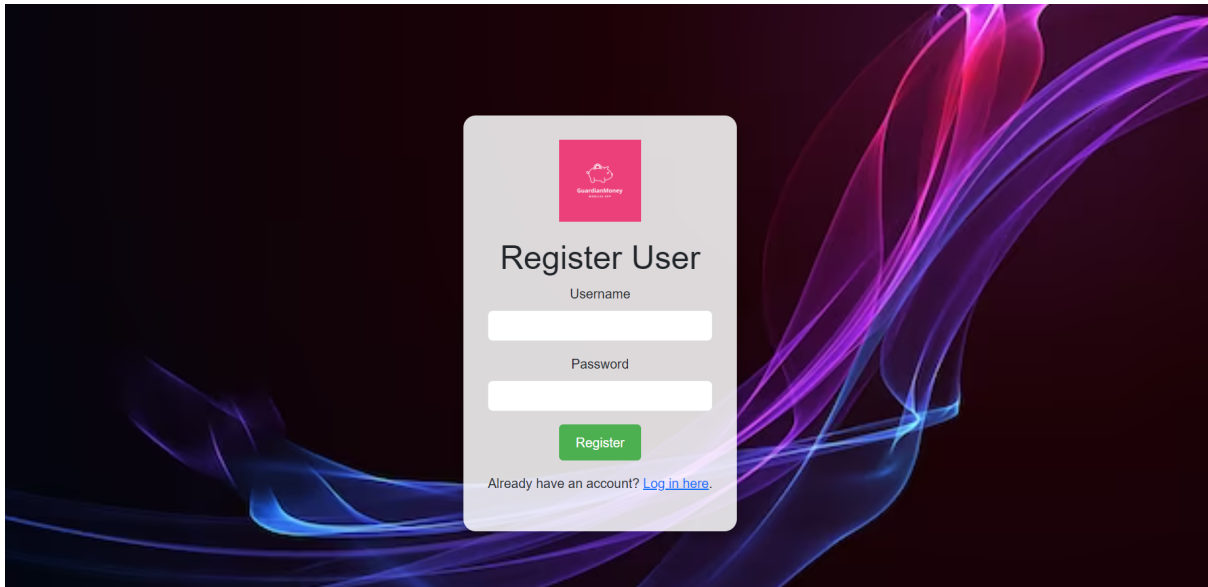 GuardianMoney
Register User
Username
Password
Register
Already have an account? Log in here.